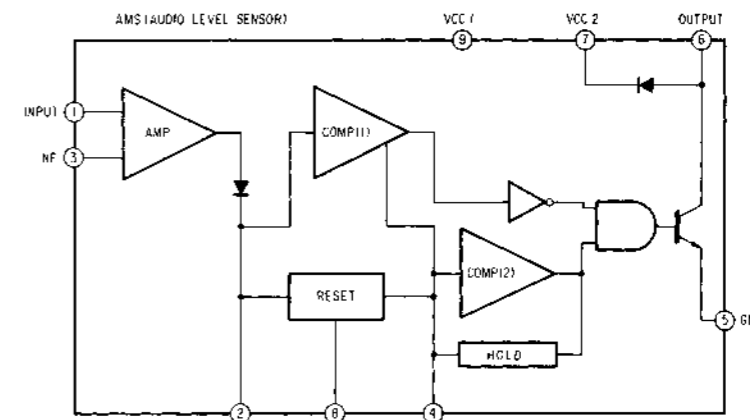 AMS (AUDIO LEVEL SENSOR)
VCC 1
VCC 2
OUTPUT
9
7
6
INPUT 1
AMP
COMP(1)
NF 3
COMP(2)
RESET
5 G
HOLD
2
8
4